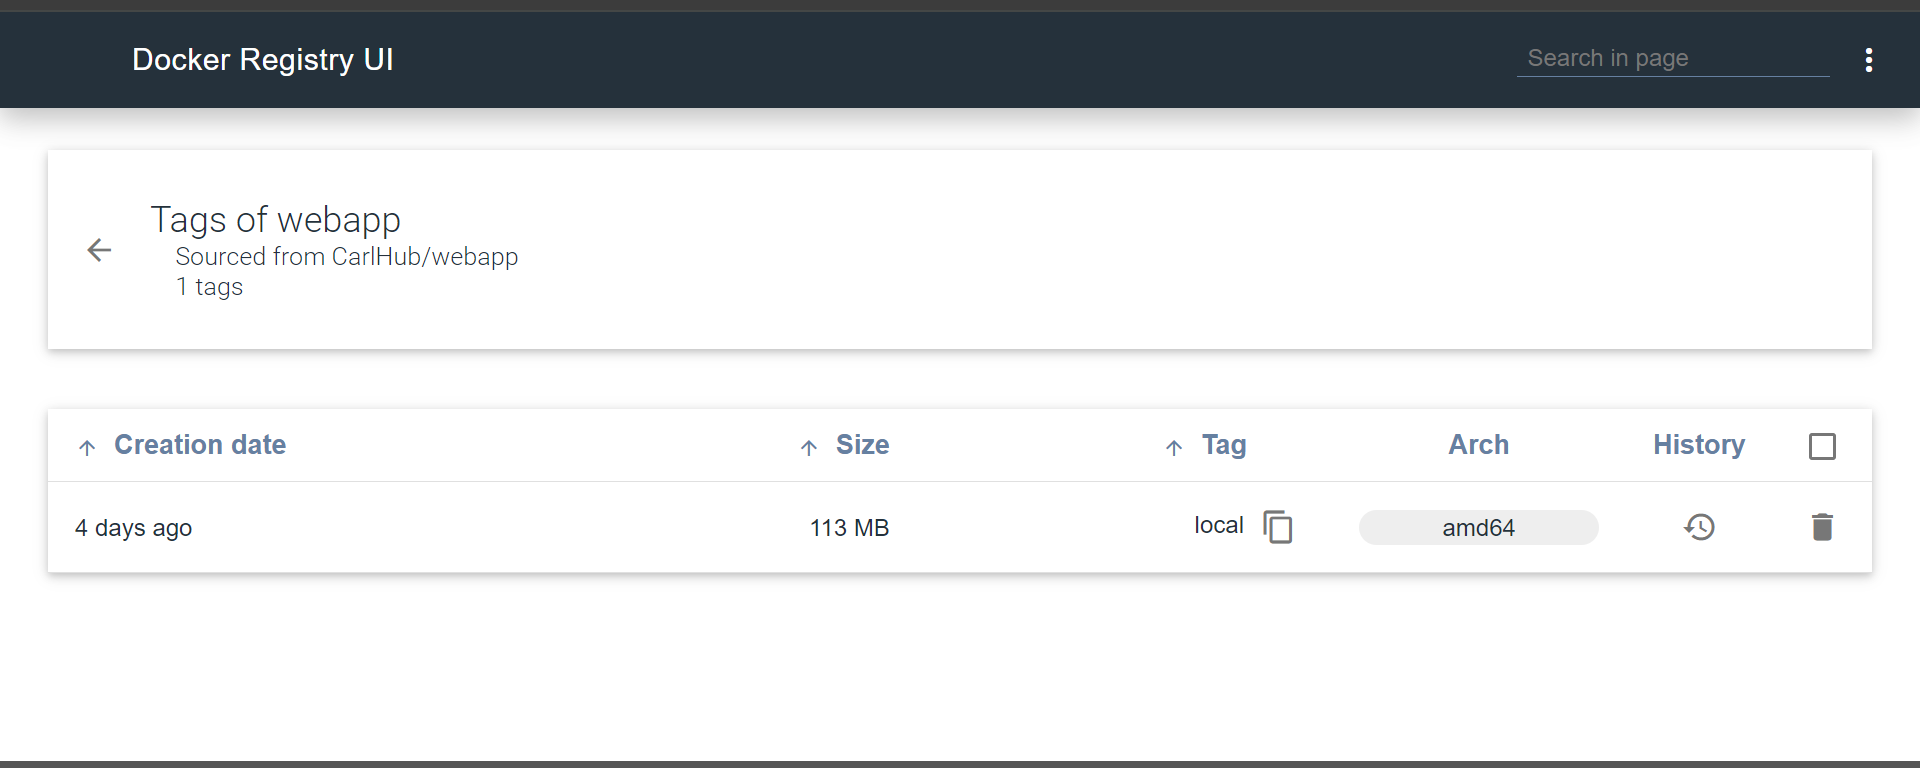 Docker Registry UI
Search in page
Tags of webapp
Sourced from CarlHub/webapp
1 tags
Creation date Size Tag Arch History
4 days ago 113 MB local amd64